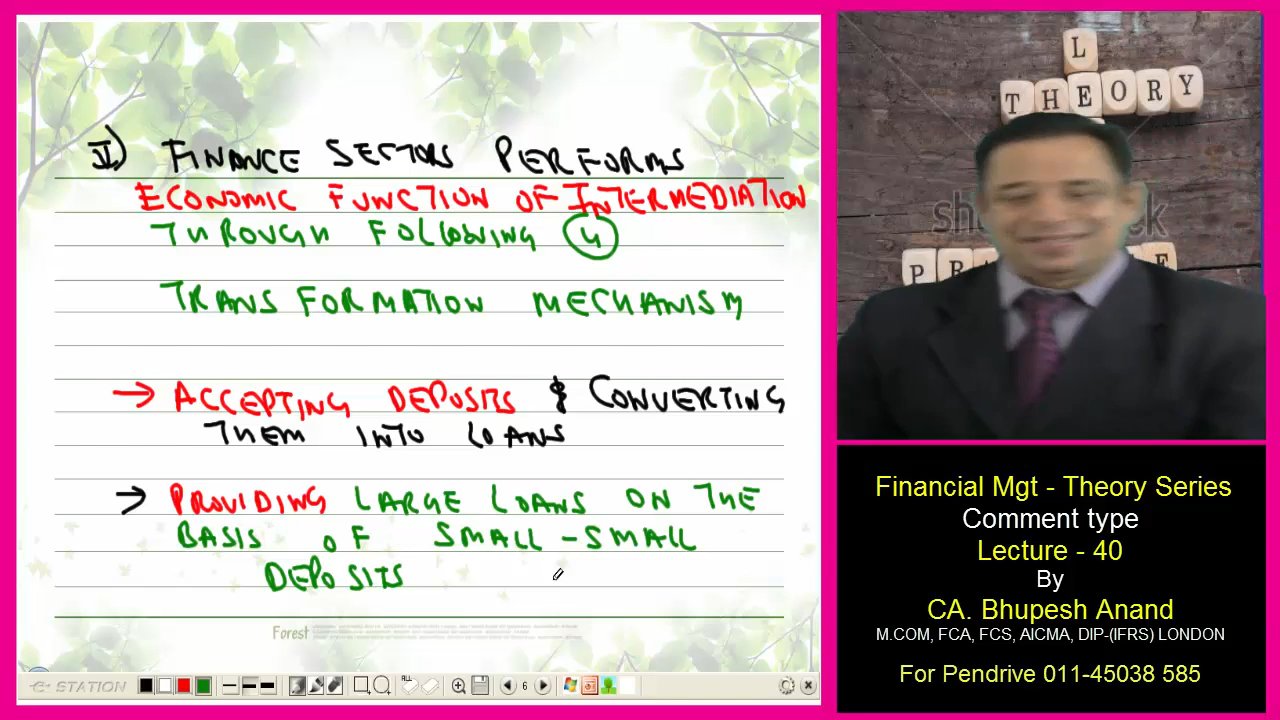 II) FINANCE SECTORS PERFORMS
ECONOMIC FUNCTION OF INTERMEDIATION
THROUGH FOLLOWING 4
TRANSFORMATION MECHANISM
→ ACCEPTING DEPOSITS & CONVERTING
THEM INTO LOANS
→ PROVIDING LARGE LOANS ON THE
BASIS OF SMALL-SMALL
DEPOSITS
Forest
STATION
6
L
THEORY
Financial Mgt - Theory Series
Comment type
Lecture - 40
By
CA. Bhupesh Anand
M.COM, FCA, FCS, AICMA, DIP-(IFRS) LONDON
For Pendrive 011-45038 585